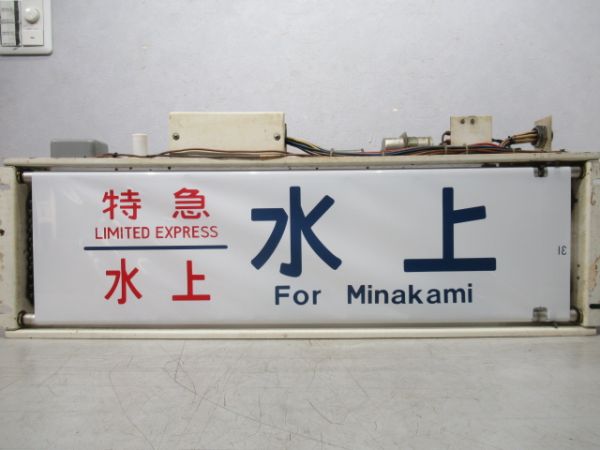 特急
LIMITED EXPRESS
水上
水上
For Minakami
31